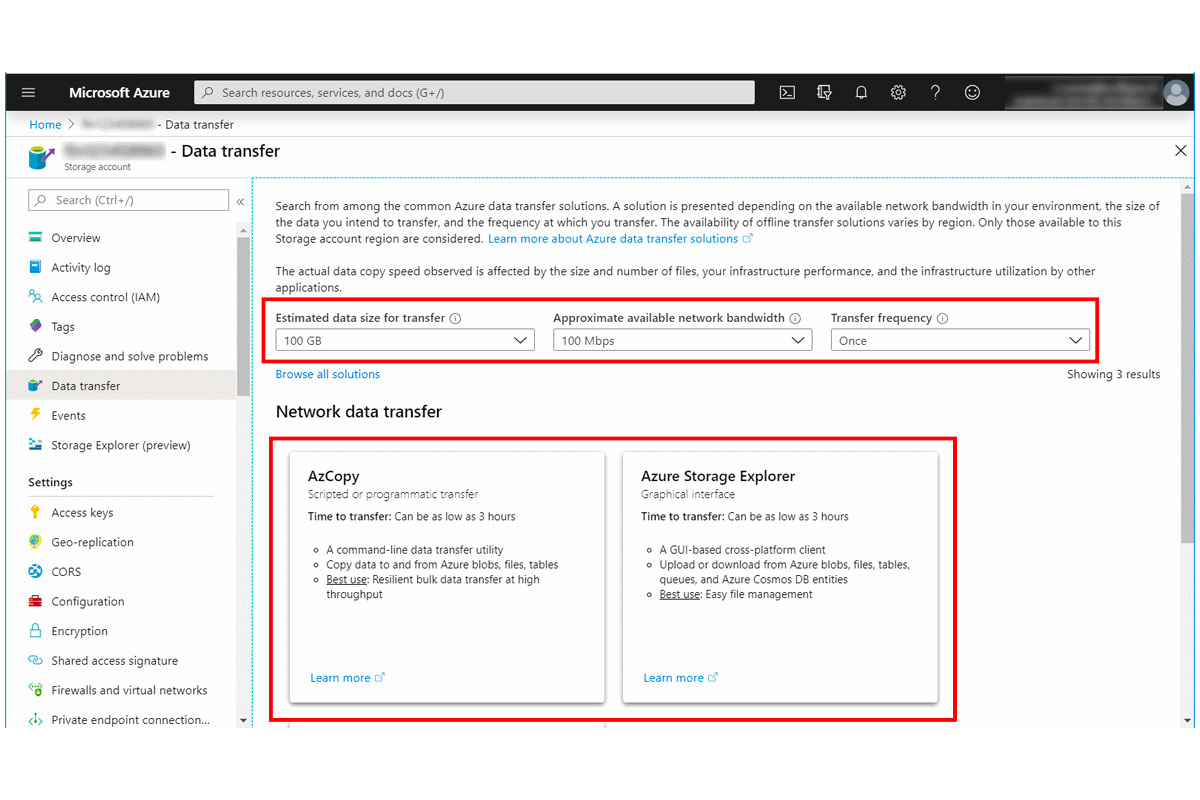 Microsoft Azure
Search resources, services, and docs (G+/)
Home > - Data transfer
- Data transfer
Storage account
Search (Ctrl+/)
«
Overview
Activity log
Access control (IAM)
Tags
Diagnose and solve problems
Data transfer
Events
Storage Explorer (preview)
Settings
Access keys
Geo-replication
CORS
Configuration
Encryption
Shared access signature
Firewalls and virtual networks
Private endpoint connection...
Search from among the common Azure data transfer solutions. A solution is presented depending on the available network bandwidth in your environment, the size of
the data you intend to transfer, and the frequency at which you transfer. The availability of offline transfer solutions varies by region. Only those available to this
Storage account region are considered. Learn more about Azure data transfer solutions
The actual data copy speed observed is affected by the size and number of files, your infrastructure performance, and the infrastructure utilization by other
applications.
Estimated data size for transfer
100 GB
Approximate available network bandwidth
100 Mbps
Transfer frequency
Once
Browse all solutions
Showing 3 results
Network data transfer
AzCopy
Scripted or programmatic transfer
Time to transfer: Can be as low as 3 hours
A command-line data transfer utility
Copy data to and from Azure blobs, files, tables
Best use: Resilient bulk data transfer at high
throughput
Learn more
Azure Storage Explorer
Graphical interface
Time to transfer: Can be as low as 3 hours
A GUI-based cross-platform client
Upload or download from Azure blobs, files, tables,
queues, and Azure Cosmos DB entities
Best use: Easy file management
Learn more